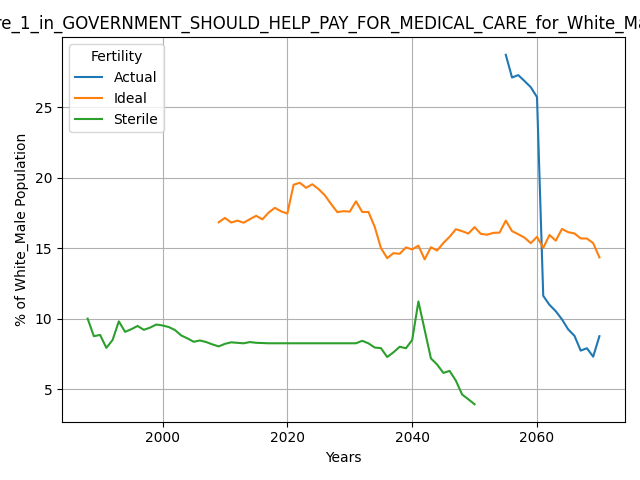 re_1_in_GOVERNMENT_SHOULD_HELP_PAY_FOR_MEDICAL_CARE_for_White_Ma
Fertility
Actual
Ideal
Sterile
% of White_Male Population
25
20
15
10
5
2000 2020 2040 2060
Years